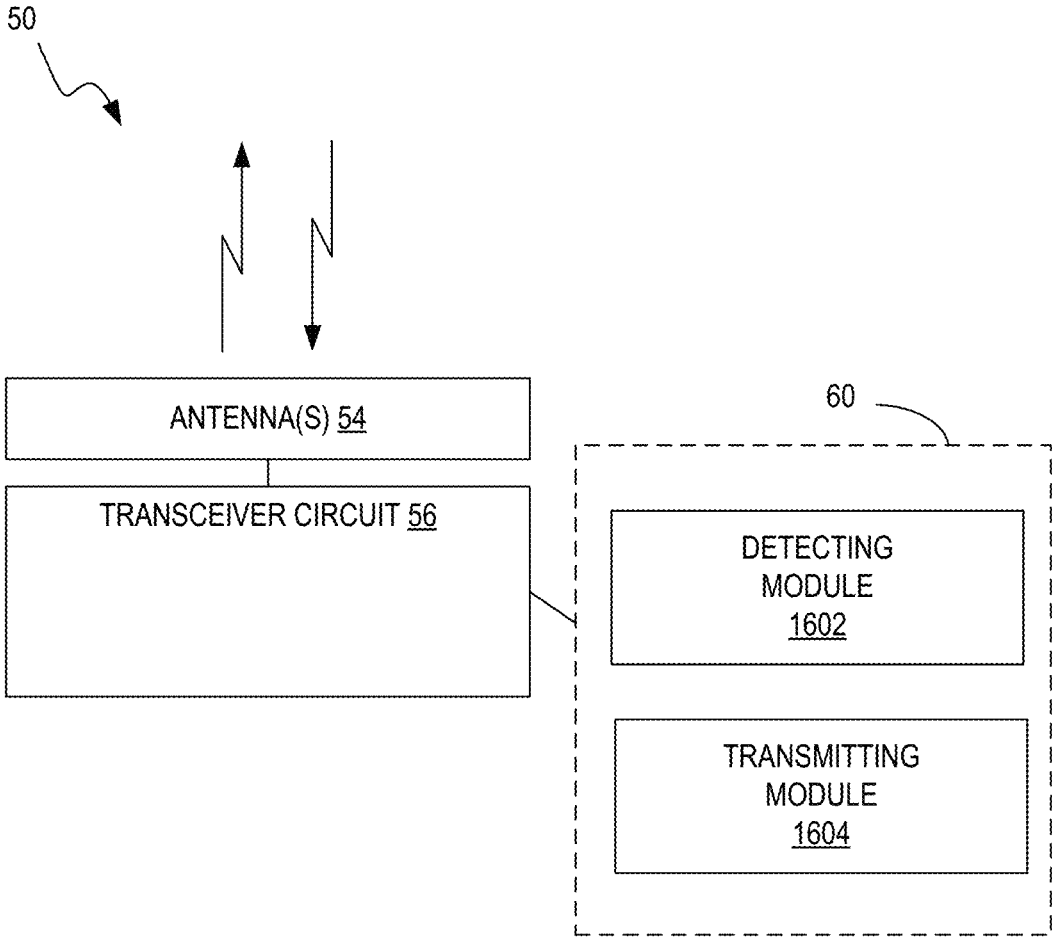 50
ANTENNA(S) 54
60
TRANSCEIVER CIRCUIT 56
DETECTING
MODULE
1602
TRANSMITTING
MODULE
1604